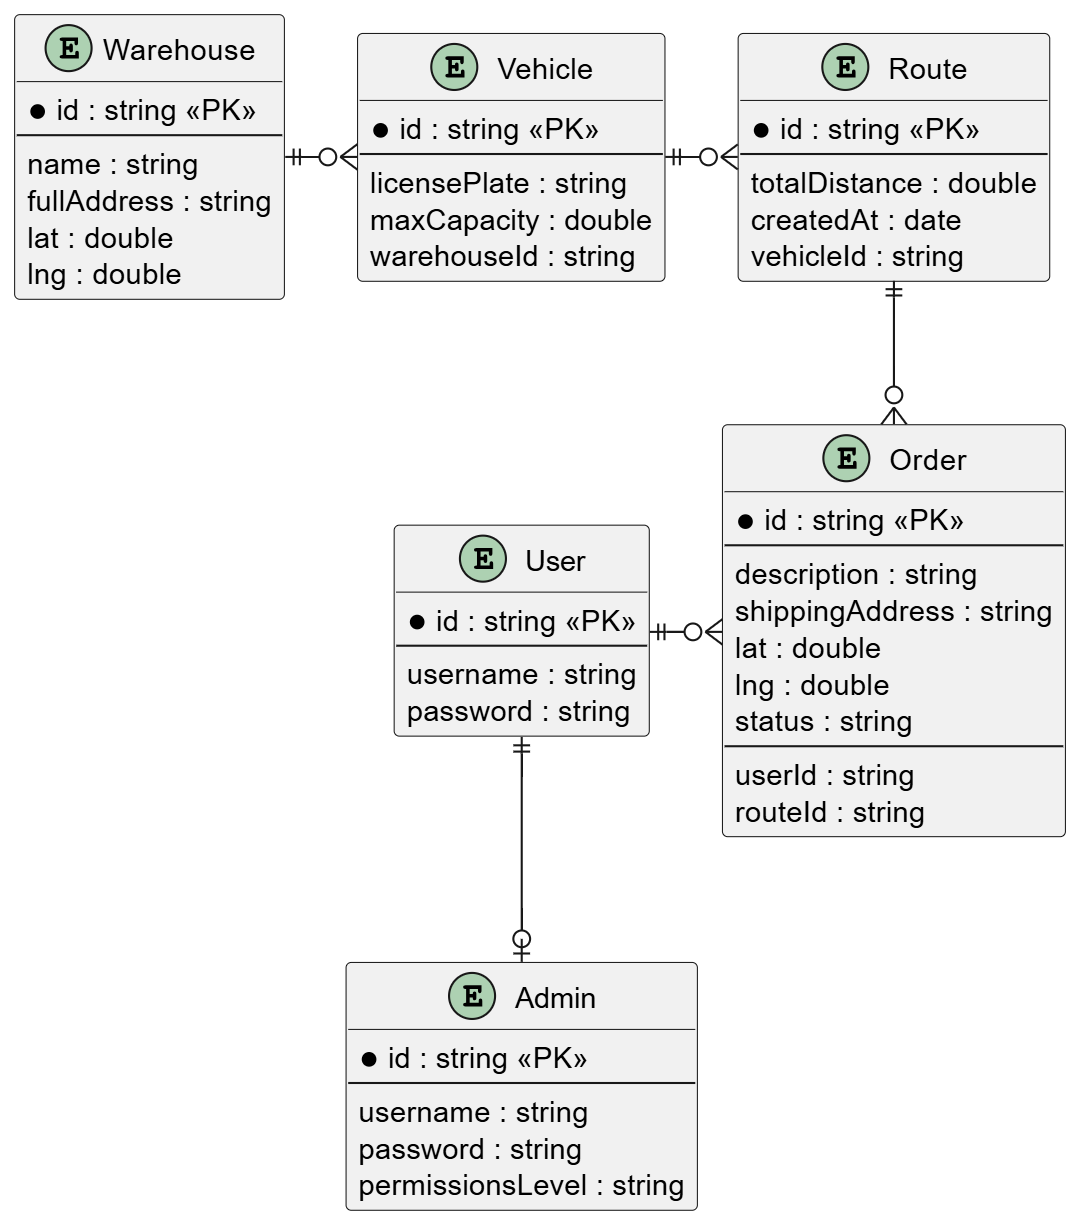 E Warehouse
id : string «PK»
name : string
fullAddress : string
lat : double
lng : double
E Vehicle
id : string «PK»
licensePlate : string
maxCapacity : double
warehouseId : string
E Route
id : string «PK»
totalDistance : double
createdAt : date
vehicleId : string
E Order
id : string «PK»
description : string
shippingAddress : string
lat : double
lng : double
status : string
userId : string
routeId : string
E User
id : string «PK»
username : string
password : string
E Admin
id : string «PK»
username : string
password : string
permissionsLevel : string